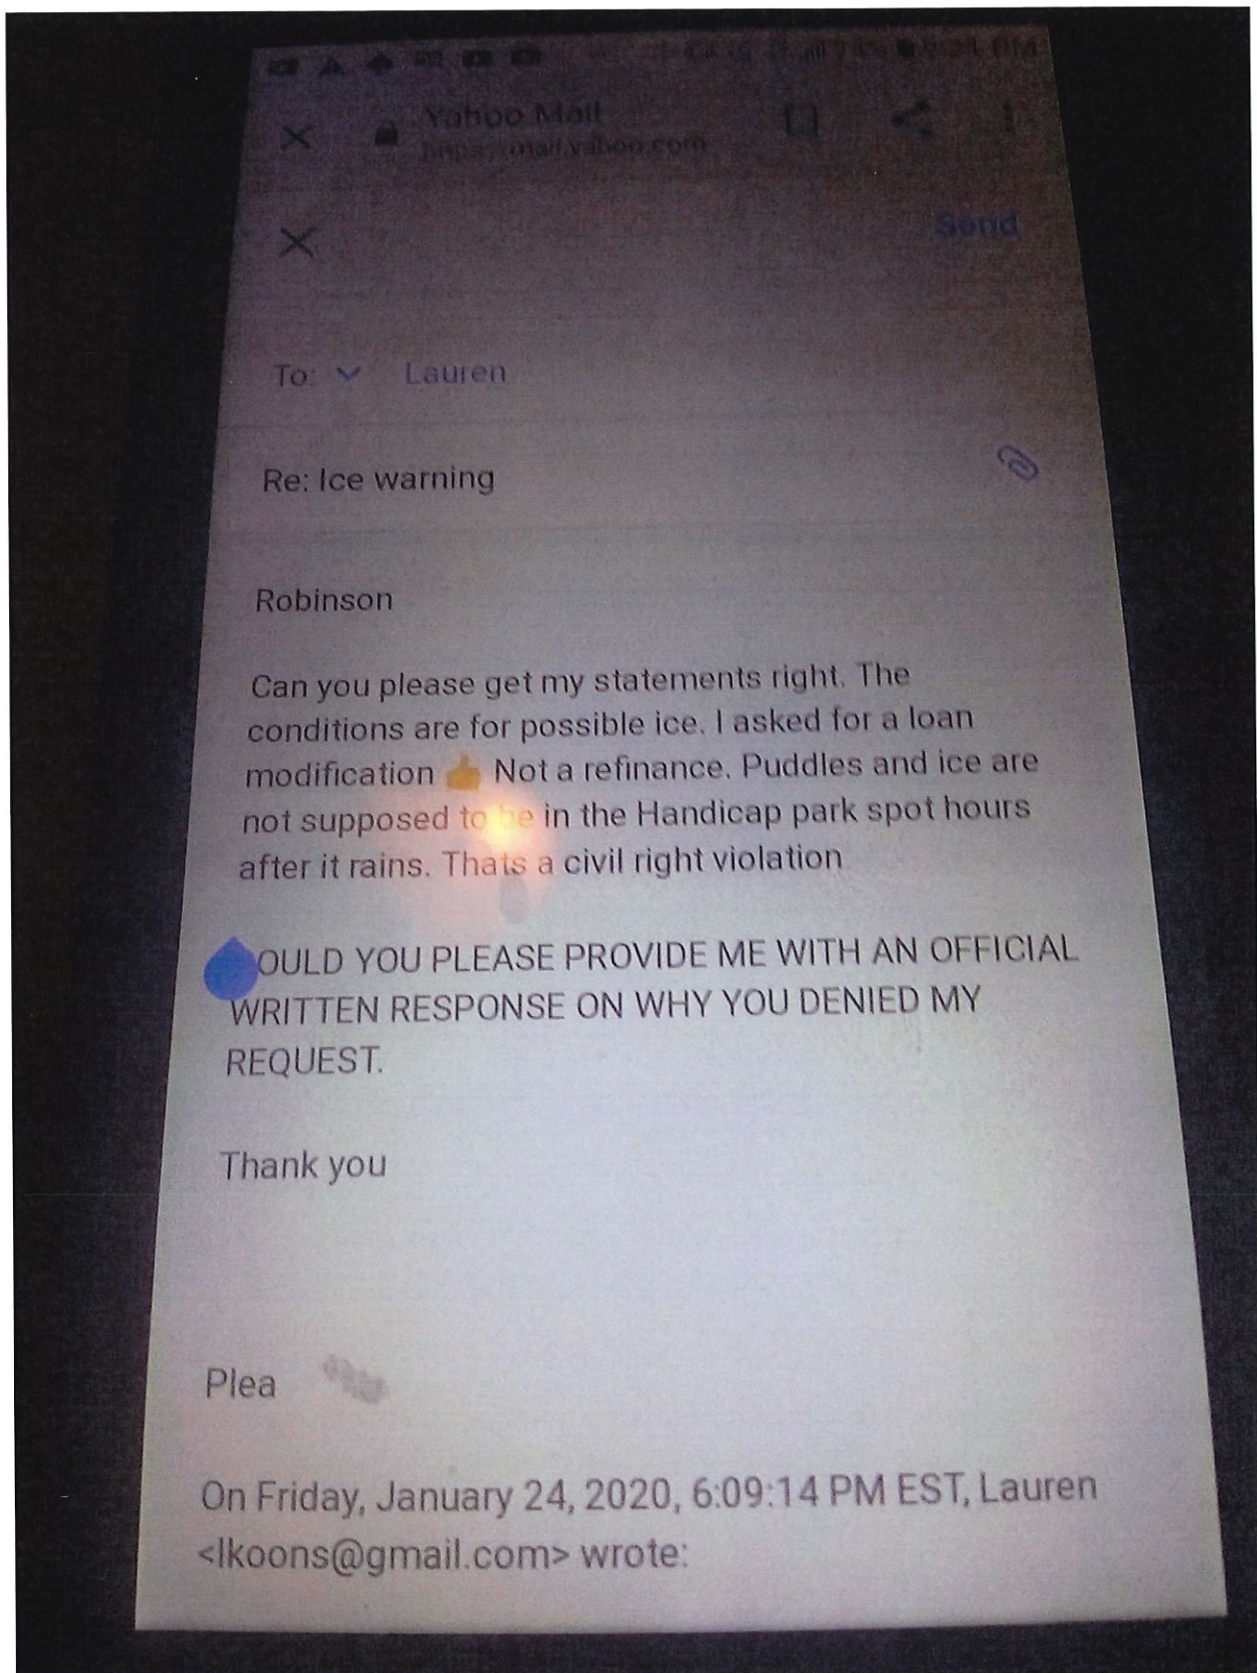 Yahoo Mail
https://mail.yahoo.com
Send
To: Lauren
Re: Ice warning
Robinson
Can you please get my statements right. The
conditions are for possible ice. I asked for a loan
modification 👍 Not a refinance. Puddles and ice are
not supposed to be in the Handicap park spot hours
after it rains. Thats a civil right violation
OULD YOU PLEASE PROVIDE ME WITH AN OFFICIAL
WRITTEN RESPONSE ON WHY YOU DENIED MY
REQUEST.
Thank you
Plea
On Friday, January 24, 2020, 6:09:14 PM EST, Lauren
<lkoons@gmail.com> wrote: